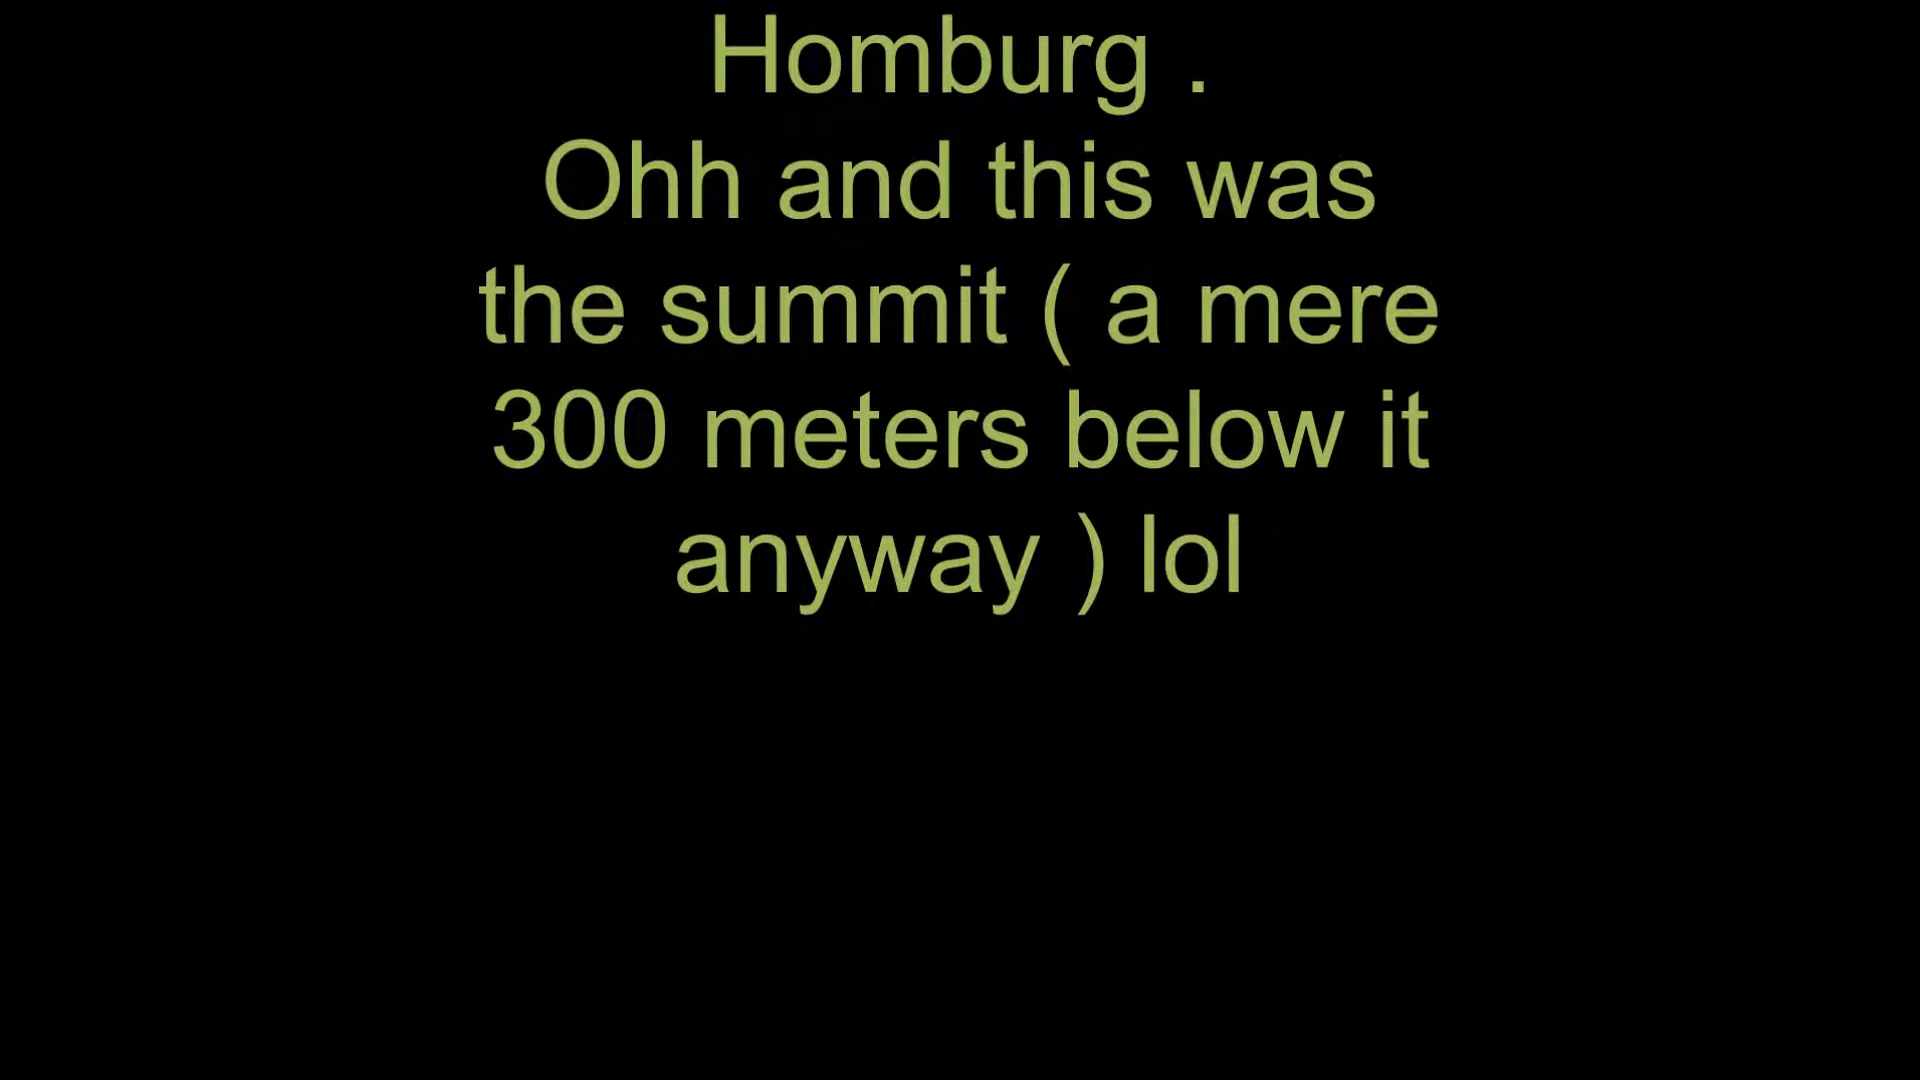 Homburg .
Ohh and this was
the summit ( a mere
300 meters below it
anyway ) lol